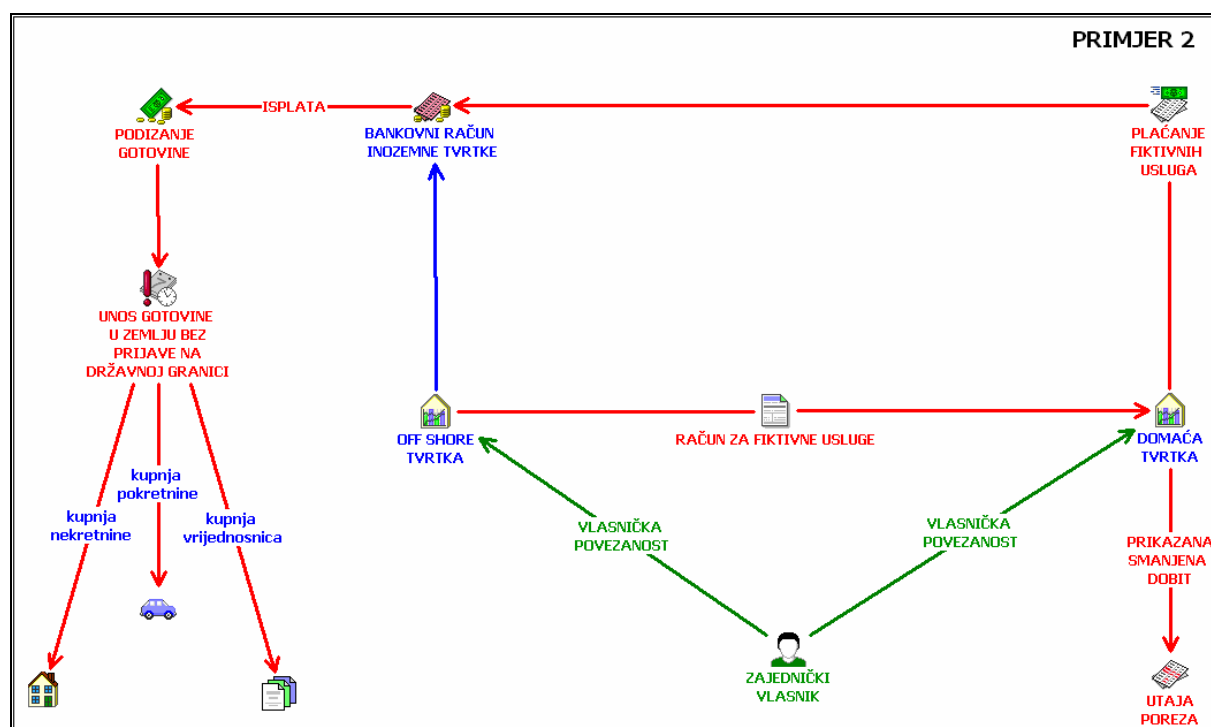 PRIMJER 2
ISPLATA
PODIZANJE
GOTOVINE
BANKOVNI RAČUN
INOZEMNE TVRTKE
PLAĆANJE
FIKTIVNIH
USLUGA
UNOS GOTOVINE
U ZEMLJU BEZ
PRIJAVE NA
DRŽAVNOJ GRANICI
OFF SHORE
TVRTKA
RAČUN ZA FIKTIVNE USLUGE
DOMAĆA
TVRTKA
kupnja
pokretnine
kupnja
nekretnine
kupnja
vrijednosnica
VLASNIČKA
POVEZANOST
VLASNIČKA
POVEZANOST
PRIKAZANA
SMANJENA
DOBIT
ZAJEDNIČKI
VLASNIK
UTAJA
POREZA